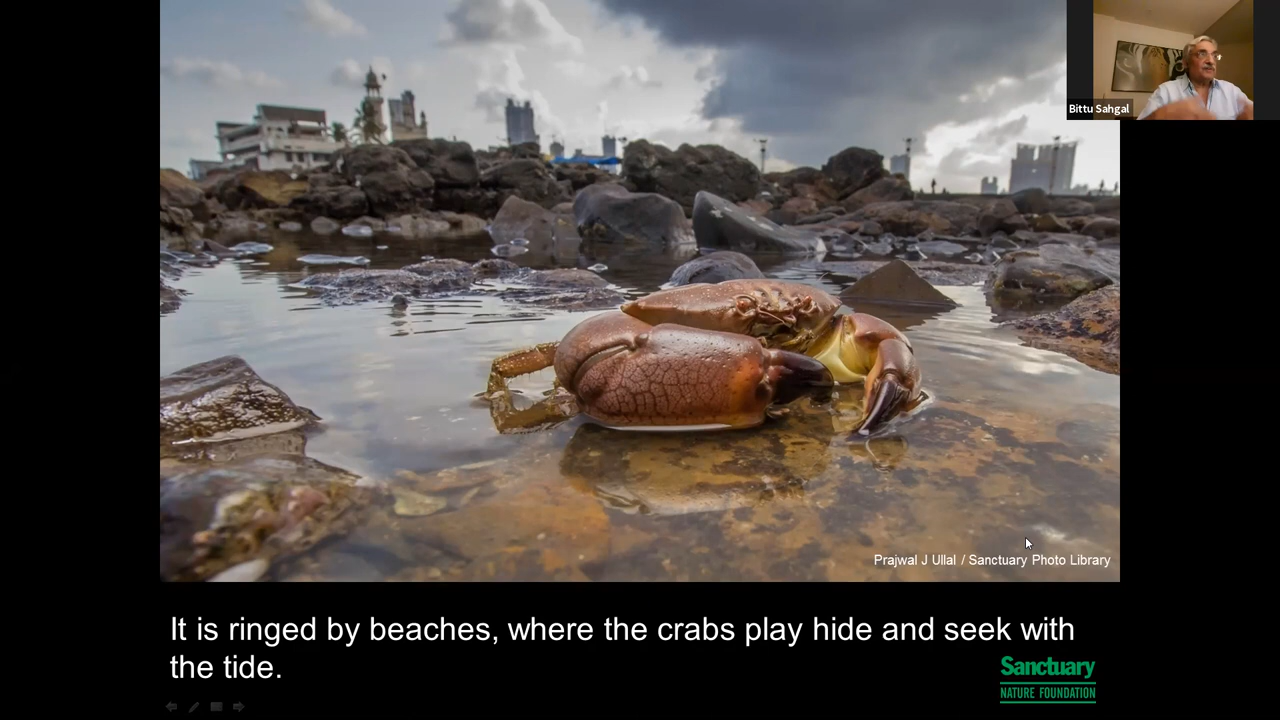 Bittu Sahgal
Prajwal J Ullal / Sanctuary Photo Library
It is ringed by beaches, where the crabs play hide and seek with
the tide.
Sanctuary
NATURE FOUNDATION